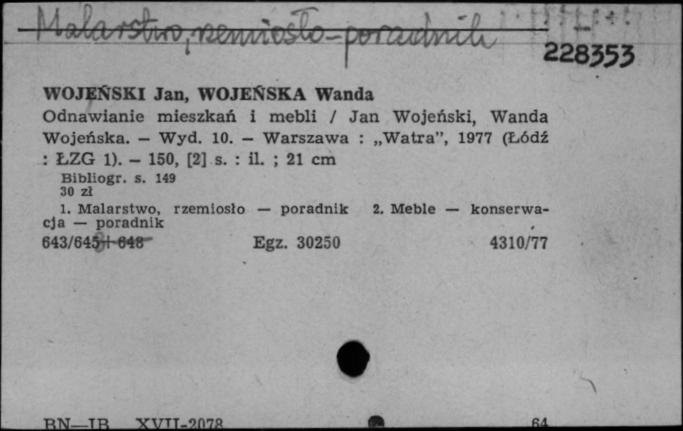 Malarstwo, rzemiosło - poradnik
228353
WOJEŃSKI Jan, WOJEŃSKA Wanda
Odnawianie mieszkań i mebli / Jan Wojeński, Wanda
Wojeńska. — Wyd. 10. — Warszawa : „Watra”, 1977 (Łódź
: ŁZG 1). — 150, [2] s. : il. ; 21 cm
Bibliogr. s. 149
30 zł
1. Malarstwo, rzemiosło — poradnik 2. Meble — konserwa-
cja — poradnik
643/645+648 Egz. 30250 4310/77
BN—IB XVII-2078 64